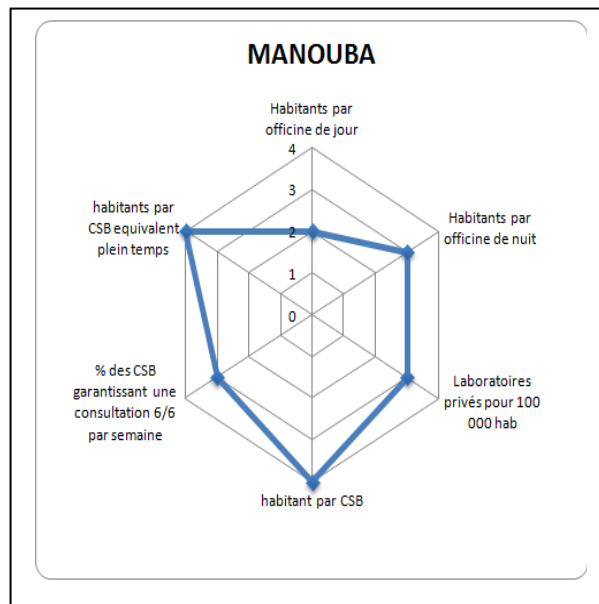 MANOUBA
Habitants par
officine de jour
4
3
2
1
0
Habitants par
officine de nuit
Laboratoires
privés pour 100
000 hab
habitant par CSB
% des CSB
garantissant une
consultation 6/6
par semaine
habitants par
CSB equivalent
plein temps